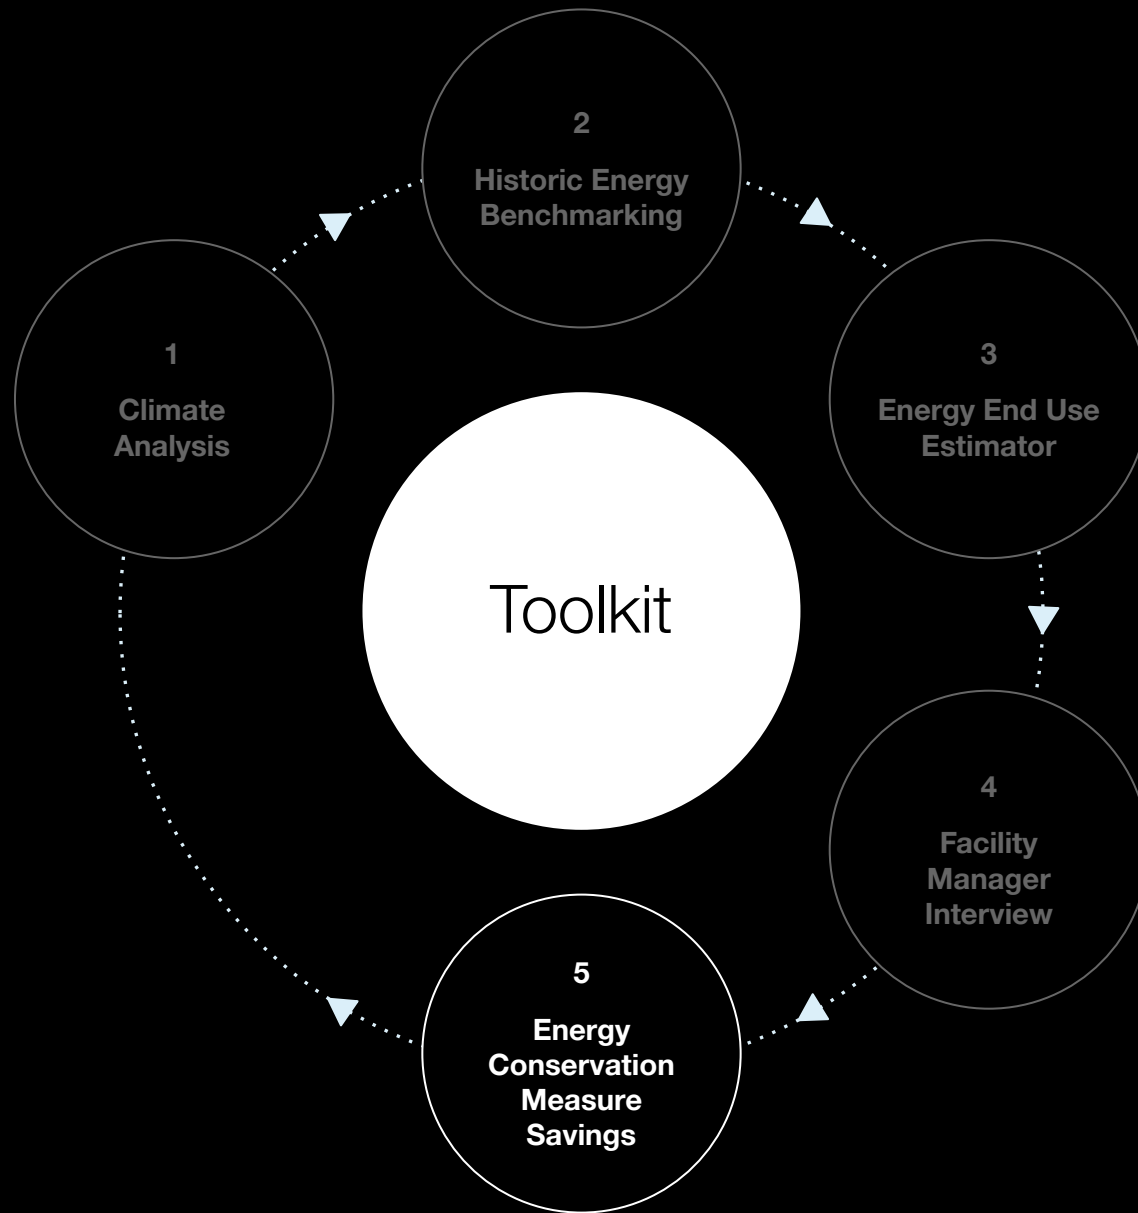 2
Historic Energy
Benchmarking
1
Climate
Analysis
3
Energy End Use
Estimator
Toolkit
4
Facility
Manager
Interview
5
Energy
Conservation
Measure
Savings